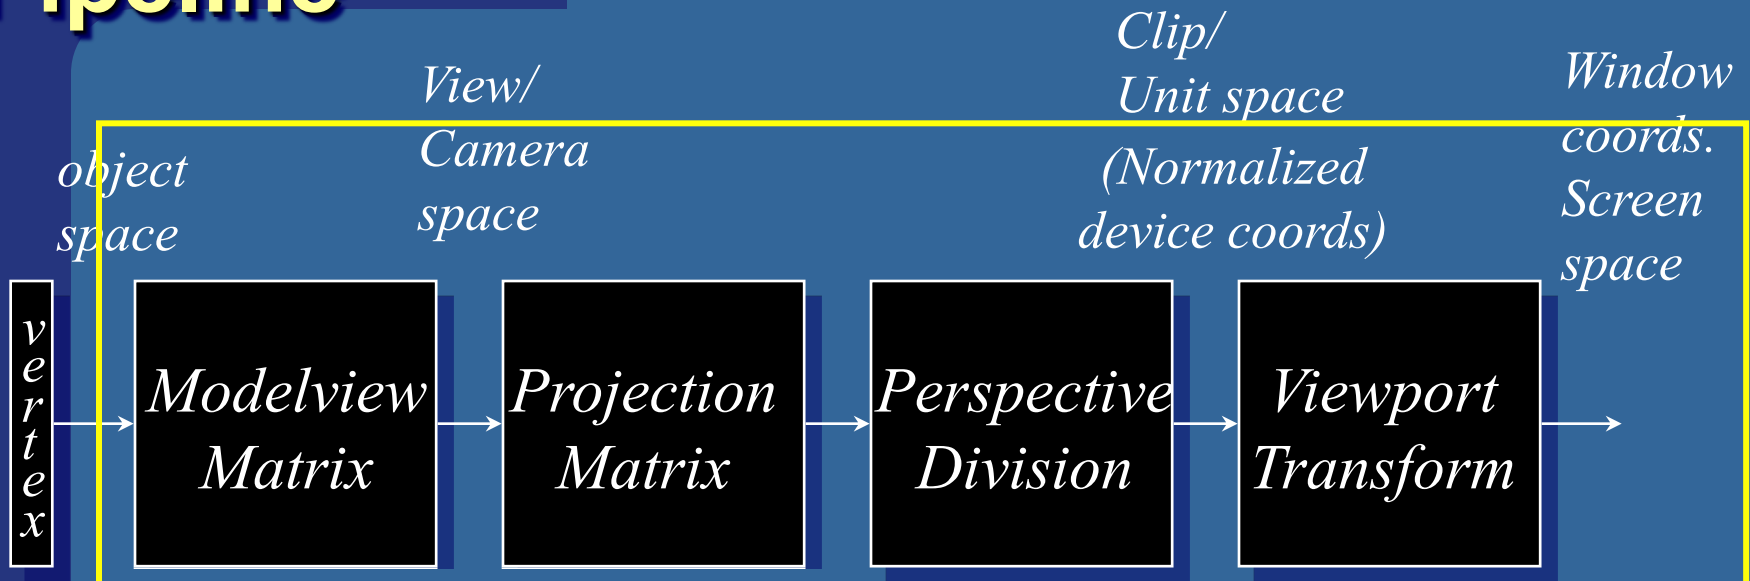 object
space
View/
Camera
space
Clip/
Unit space
(Normalized
device coords)
Window
coords.
Screen
space
vertex
Modelview
Matrix
Projection
Matrix
Perspective
Division
Viewport
Transform